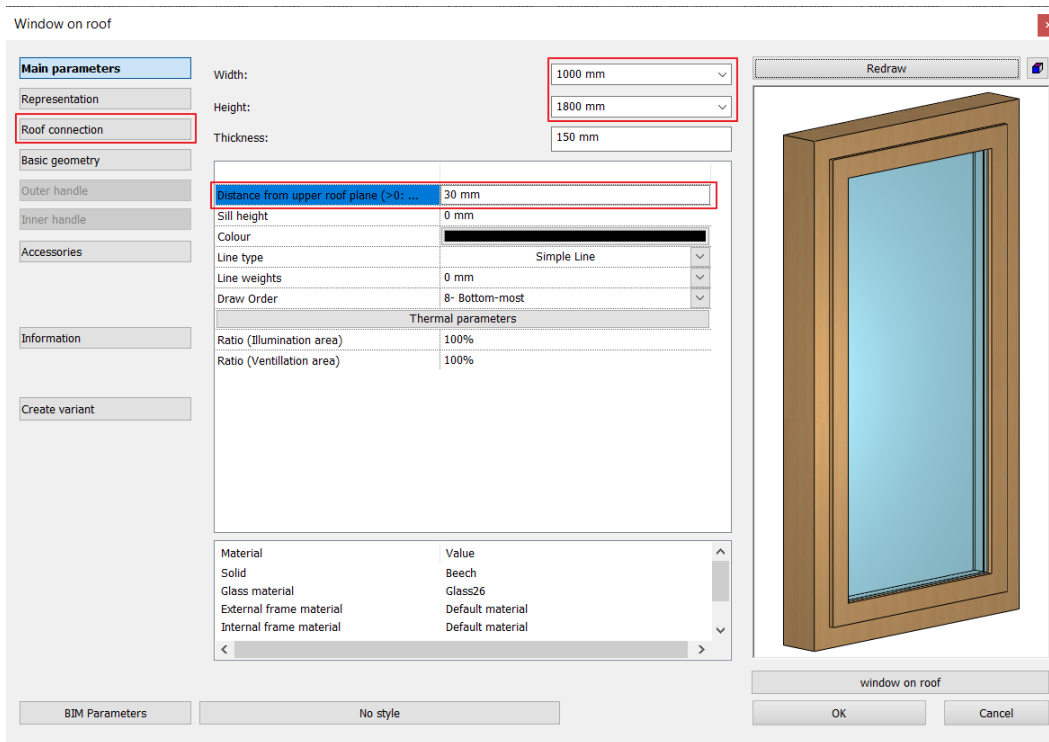 Window on roof
Main parameters
Representation
Roof connection
Basic geometry
Outer handle
Inner handle
Accessories
Information
Create variant
BIM Parameters
Width: 1000 mm
Height: 1800 mm
Thickness: 150 mm
Distance from upper roof plane (>0: ... 30 mm
Sill height 0 mm
Colour
Line type Simple Line
Line weights 0 mm
Draw Order 8- Bottom-most
Thermal parameters
Ratio (Illumination area) 100%
Ratio (Ventillation area) 100%
Material Value
Solid Beech
Glass material Glass26
External frame material Default material
Internal frame material Default material
No style
Redraw
window on roof
OK Cancel